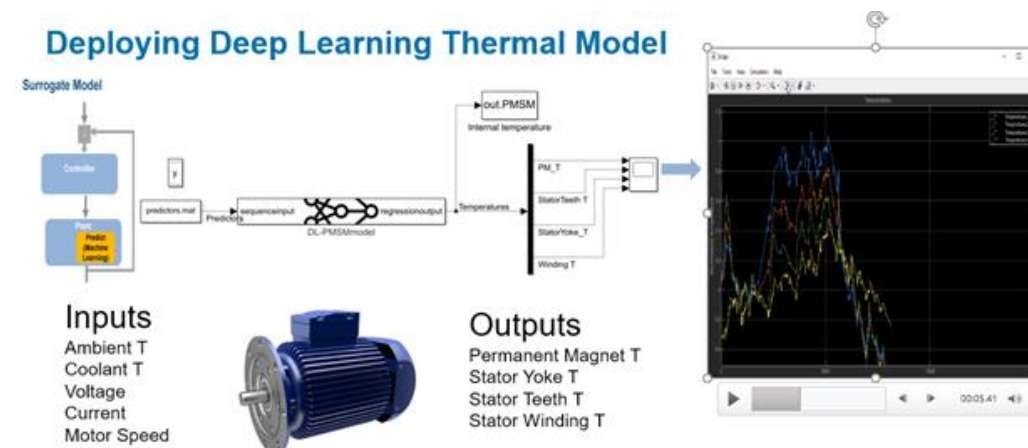 Deploying Deep Learning Thermal Model
Surrogate Model
Controller
Plant
Predict
(Machine
Learning)
y
predictors.mat
Predictors
sequenceinput
regressionoutput
DL-PMSMmodel
Temperatures
out.PMSM
Internal temperature
PM_T
StatorTeeth T
StatorYoke_T
Winding T
Inputs
Ambient T
Coolant T
Voltage
Current
Motor Speed
Outputs
Permanent Magnet T
Stator Yoke T
Stator Teeth T
Stator Winding T
00:05.41